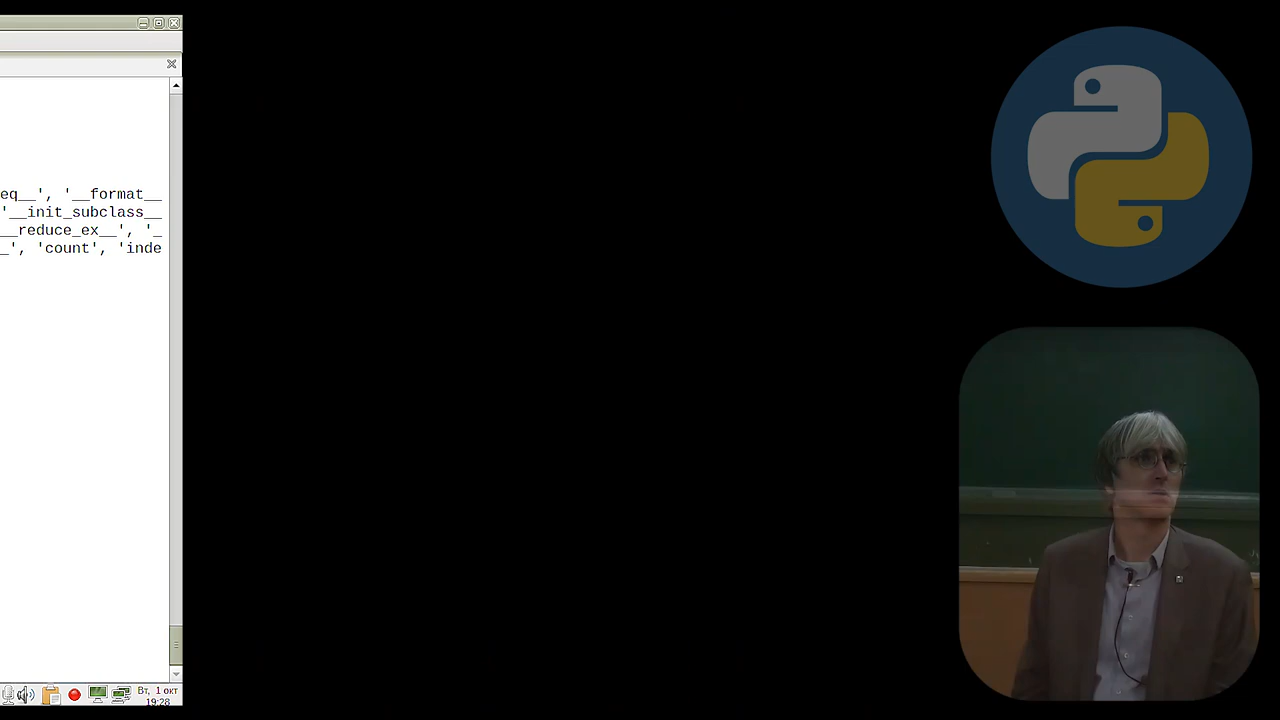 eq__', '__format__
'__init_subclass__
__reduce_ex__', '_
_', 'count', 'inde
Вт, 1 окт
19:28